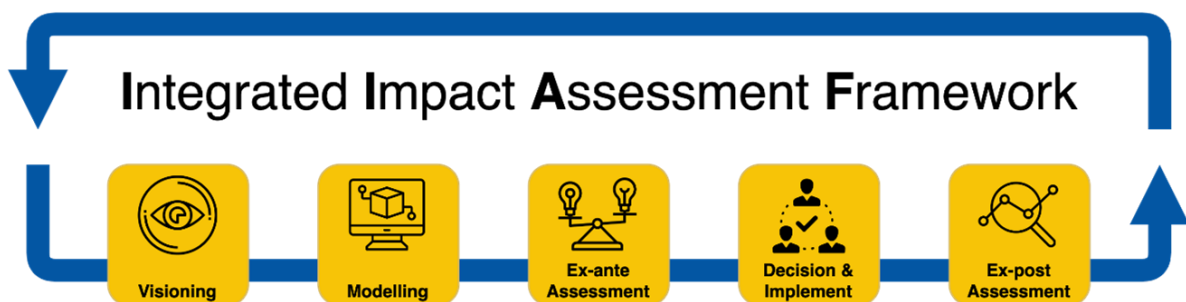 Integrated Impact Assessment Framework
Visioning
Modelling
Ex-ante
Assessment
Decision &
Implement
Ex-post
Assessment